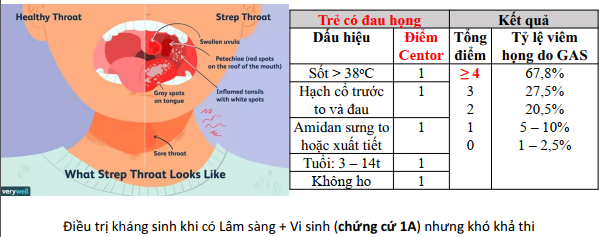 Healthy Throat
Strep Throat
Swollen uvula
Petechiae (red spots
on the roof of the mouth)
Gray spots
on tongue
Inflamed tonsils
with white spots
Sore throat
What Strep Throat Looks Like
verywell
Trẻ có đau họng
Kết quả
Dấu hiệu
Điểm
Centor
Tổng
điểm
Tỷ lệ viêm
họng do GAS
Sốt > 38ºC
1
≥ 4
67,8%
Hạch cổ trước
to và đau
1
3
27,5%
2
20,5%
Amidan sưng to
hoặc xuất tiết
1
1
5 – 10%
0
1 – 2,5%
Tuổi: 3 – 14t
1
Không ho
1
Điều trị kháng sinh khi có Lâm sàng + Vi sinh (chứng cứ 1A) nhưng khó khả thi